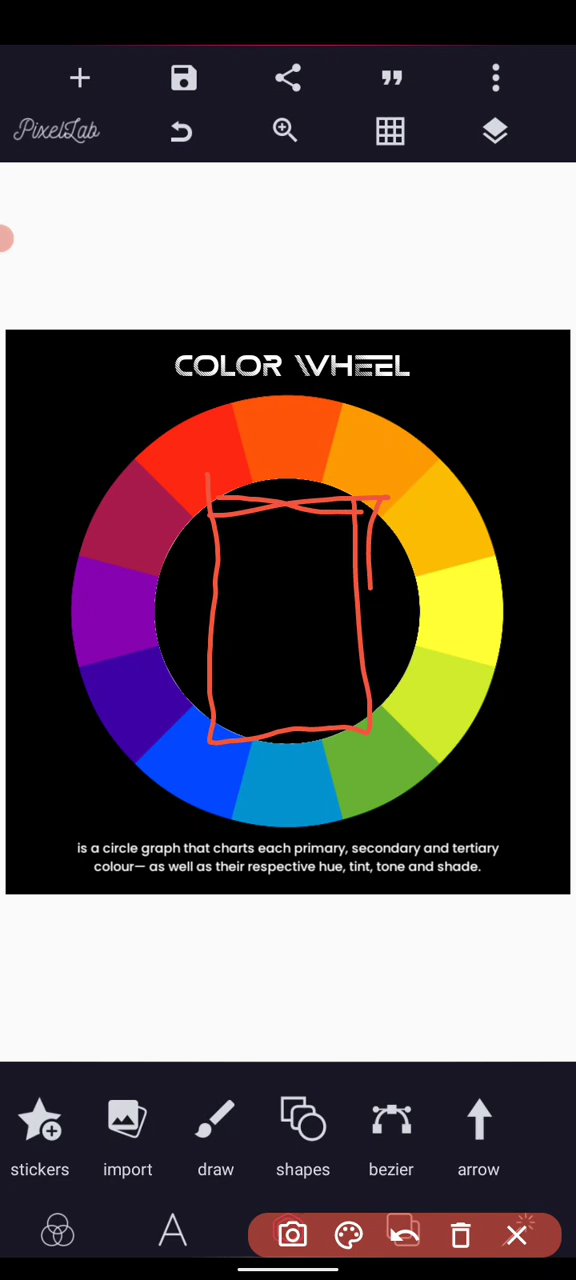 PixelLab
COLOR WHEEL
is a circle graph that charts each primary, secondary and tertiary
colour— as well as their respective hue, tint, tone and shade.
stickers
import
draw
shapes
bezier
arrow